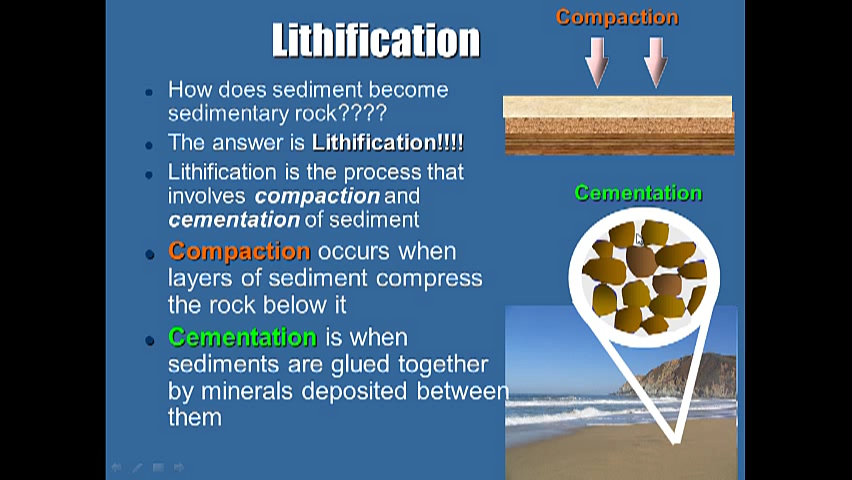 Lithification
How does sediment become
sedimentary rock????
The answer is Lithification!!!!
Lithification is the process that
involves compaction and
cementation of sediment
Compaction occurs when
layers of sediment compress
the rock below it
Cementation is when
sediments are glued together
by minerals deposited between
them
Compaction
Cementation